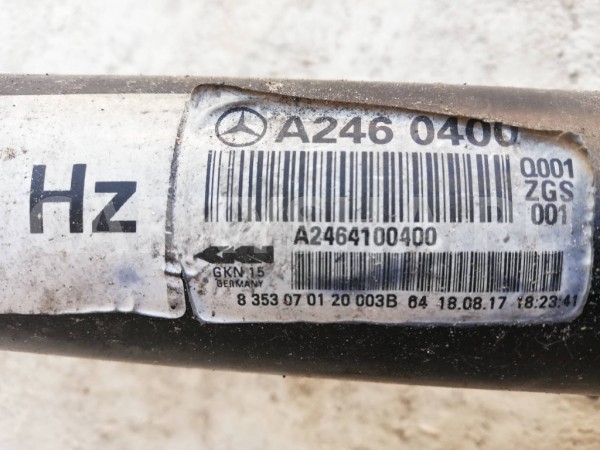 Hz
A246 0400
Q001
ZGS
001
A2464100400
GKN
GKN 15
GERMANY
8 353 07 01 20 003B 64 18.08.17 18:23:41